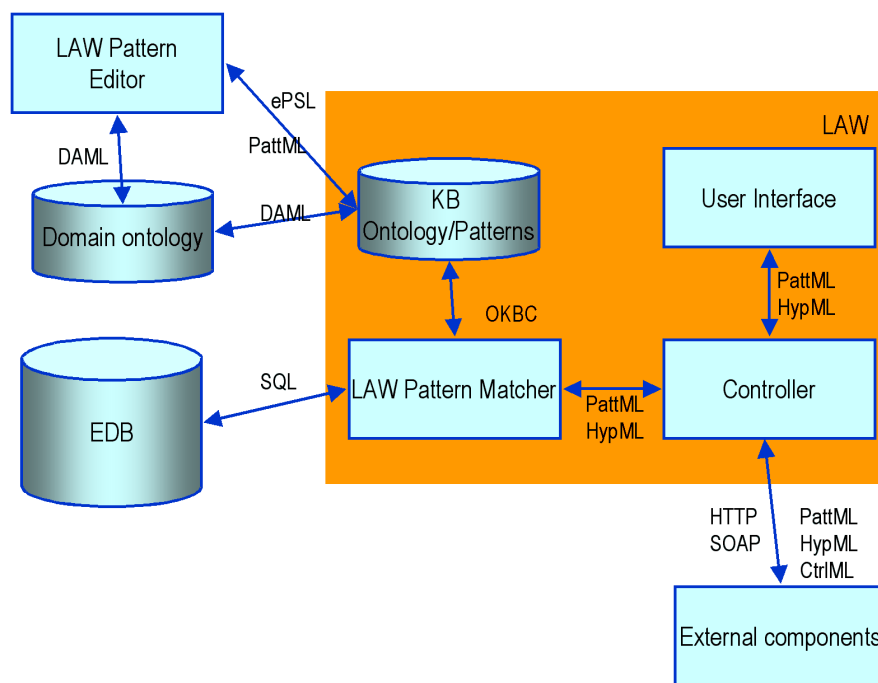 LAW Pattern
Editor
ePSL
LAW
DAML
PattML
User Interface
KB
Ontology/Patterns
DAML
Domain ontology
PattML
HypML
OKBC
SQL
LAW Pattern Matcher
Controller
PattML
HypML
EDB
HTTP
SOAP
PattML
HypML
CtrlML
External components